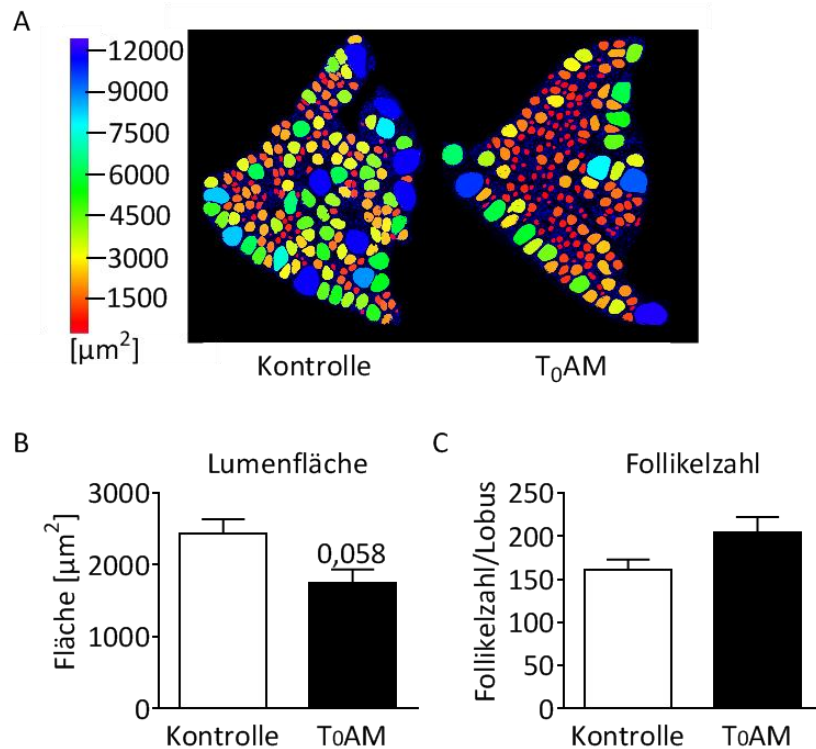 A
12000
9000
7500
6000
4500
3000
1500
[µm²]
Kontrolle T₀AM
B
Lumenfläche
Fläche [µm²]
3000
2000
1000
0
0,058
Kontrolle T₀AM
C
Follikelzahl
Follikelzahl/Lobus
250
200
150
100
50
0
Kontrolle T₀AM